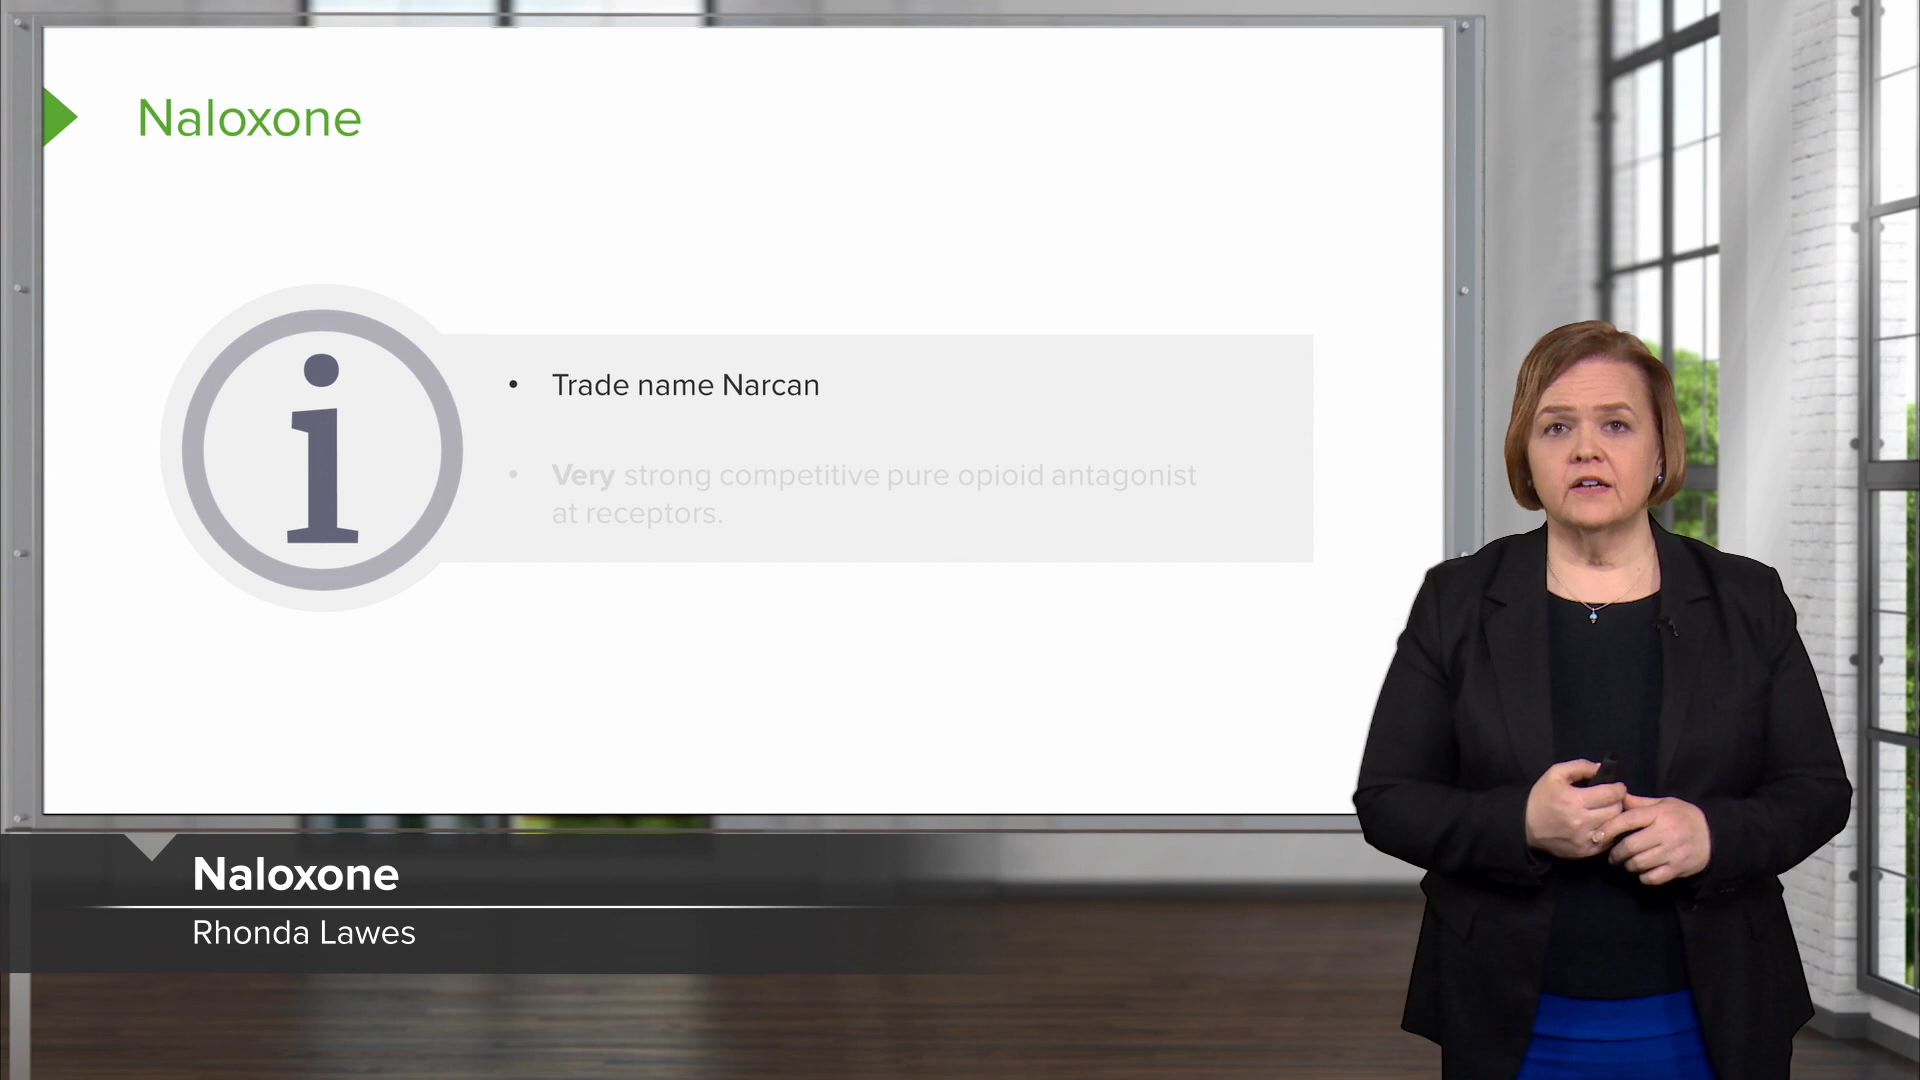 Naloxone
• Trade name Narcan
• Very strong competitive pure opioid antagonist
at receptors.
Naloxone
Rhonda Lawes